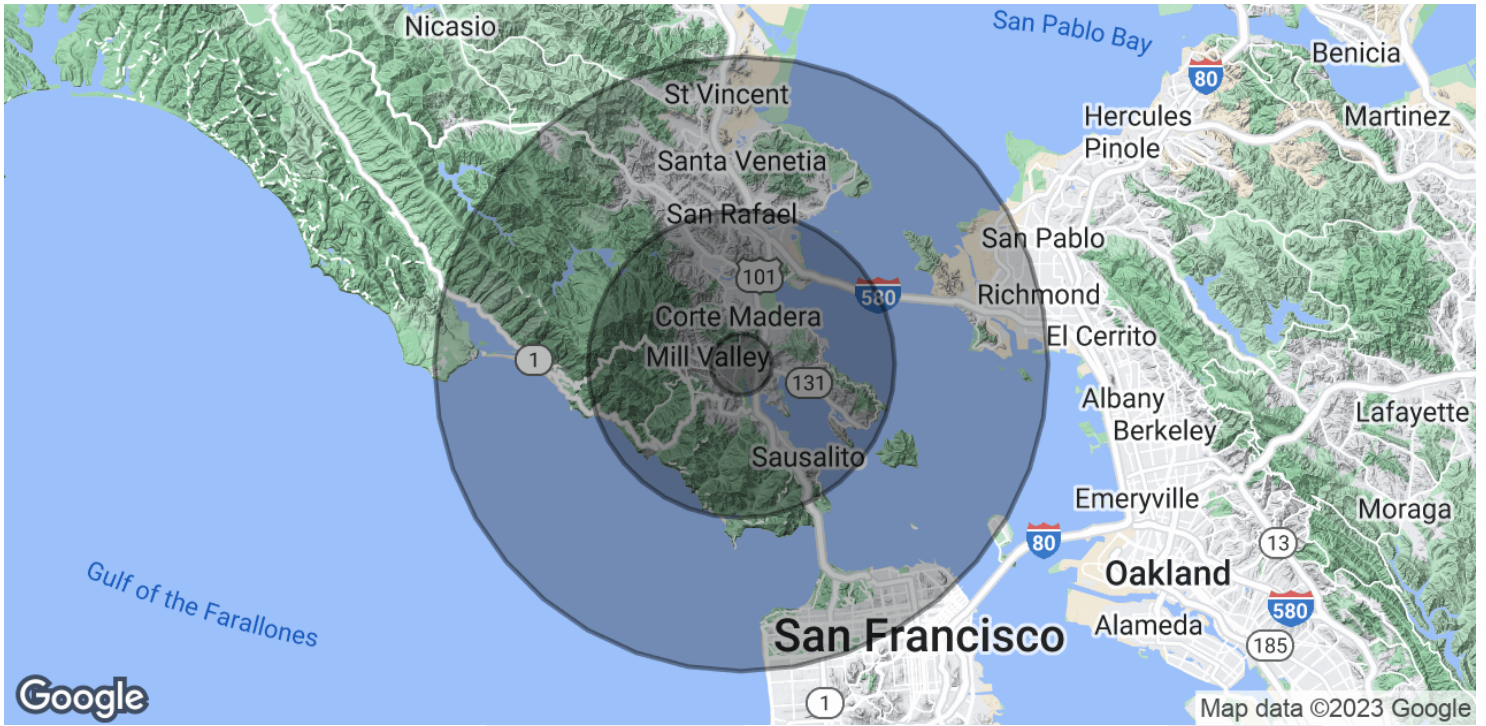 Nicasio
San Pablo Bay
Benicia
80
St Vincent
Hercules
Martinez
Pinole
Santa Venetia
San Rafael
San Pablo
101
580
Richmond
Corte Madera
El Cerrito
1
Mill Valley
131
Albany
Lafayette
Berkeley
Sausalito
Emeryville
Moraga
80
13
Oakland
Gulf of the Farallones
580
Alameda
San Francisco
185
Google
1
Map data ©2023 Google